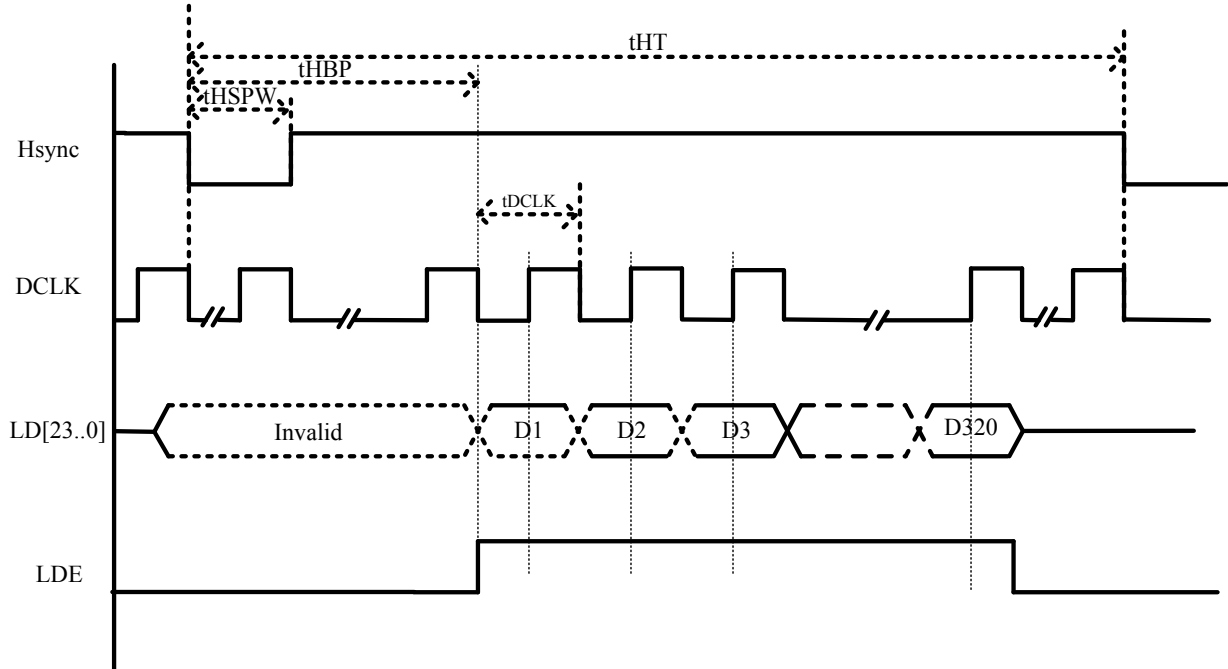 tHT
tHBP
tHSPW
Hsync
tDCLK
DCLK
LD[23..0]
Invalid
D1
D2
D3
D320
LDE